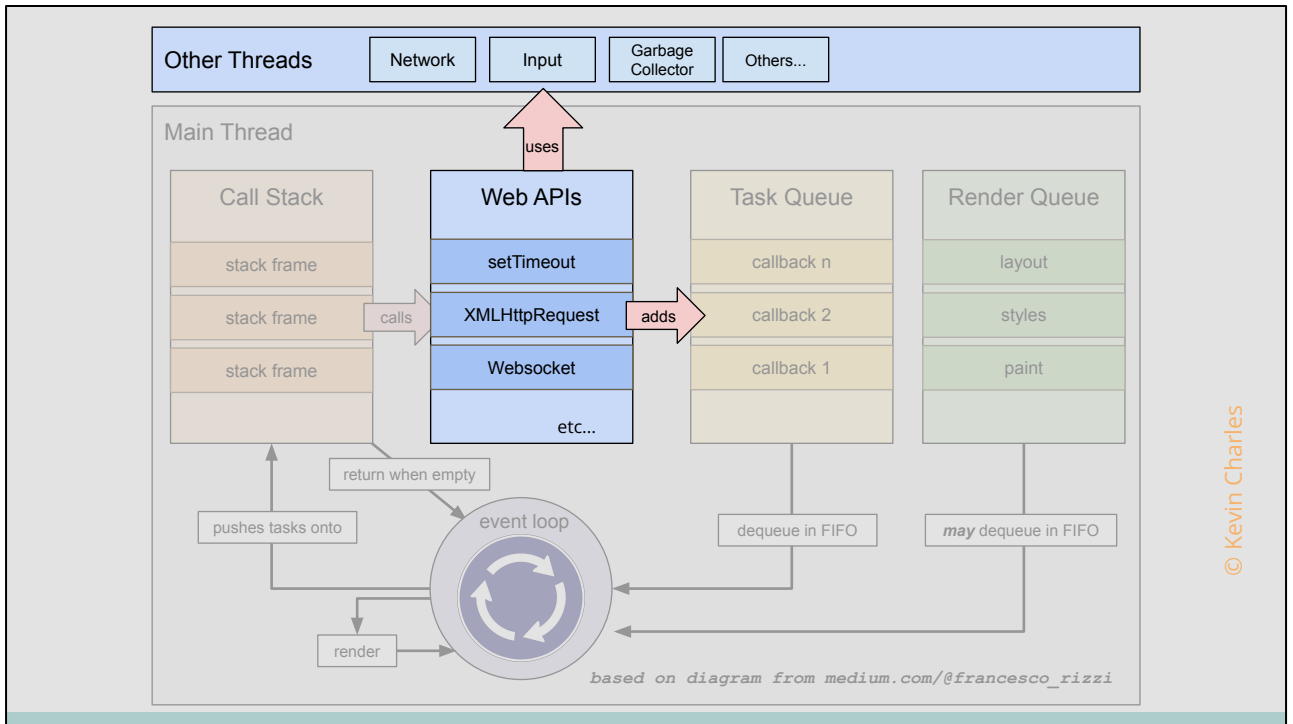 Other Threads
Network
Input
Garbage
Collector
Others...
uses
Main Thread
Call Stack
stack frame
stack frame
stack frame
calls
Web APIs
setTimeout
XMLHttpRequest
Websocket
etc...
adds
Task Queue
callback n
callback 2
callback 1
Render Queue
layout
styles
paint
return when empty
pushes tasks onto
event loop
dequeue in FIFO
may dequeue in FIFO
render
based on diagram from medium.com/@francesco_rizzi
© Kevin Charles